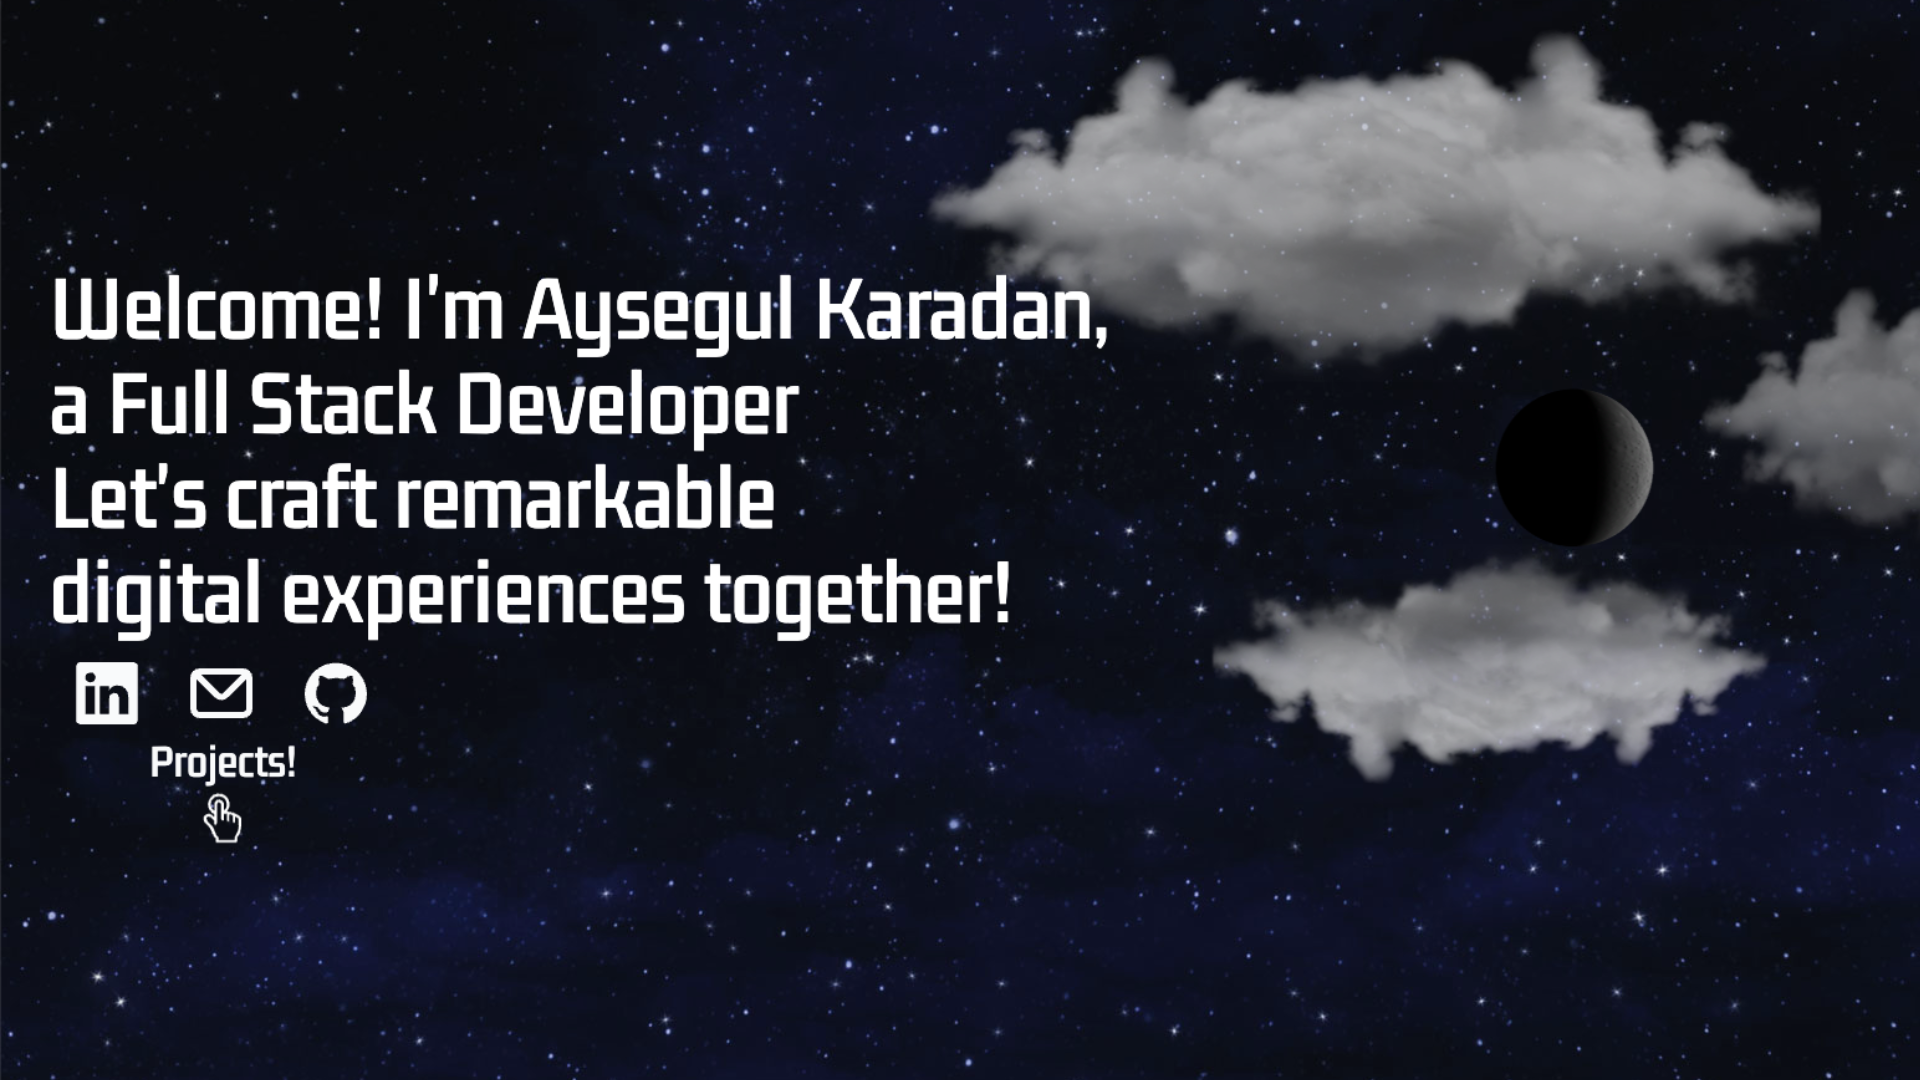 Welcome! I'm Aysegul Karadan,
a Full Stack Developer
Let's craft remarkable
digital experiences together!
in
Projects!